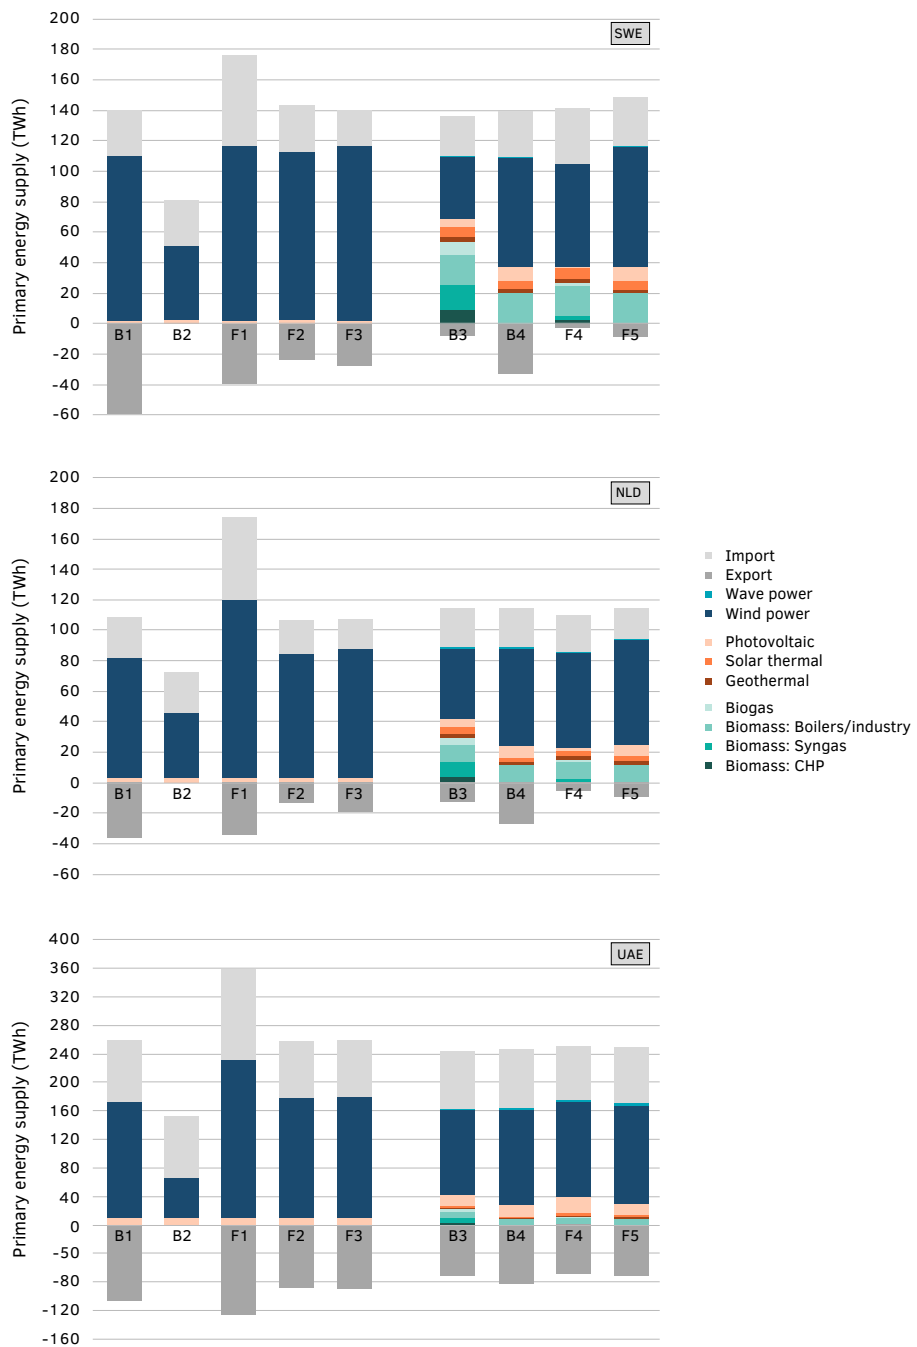 Primary energy supply (TWh)
200
180
160
140
120
100
80
60
40
20
0
-20
-40
-60
SWE
B1 B2 F1 F2 F3 B3 B4 F4 F5
Primary energy supply (TWh)
200
180
160
140
120
100
80
60
40
20
0
-20
-40
-60
NLD
B1 B2 F1 F2 F3 B3 B4 F4 F5
Import
Export
Wave power
Wind power
Photovoltaic
Solar thermal
Geothermal
Biogas
Biomass: Boilers/industry
Biomass: Syngas
Biomass: CHP
Primary energy supply (TWh)
400
360
320
280
240
200
160
120
80
40
0
-50
-80
-120
-160
UAE
B1 B2 F1 F2 F3 B3 B4 F4 F5